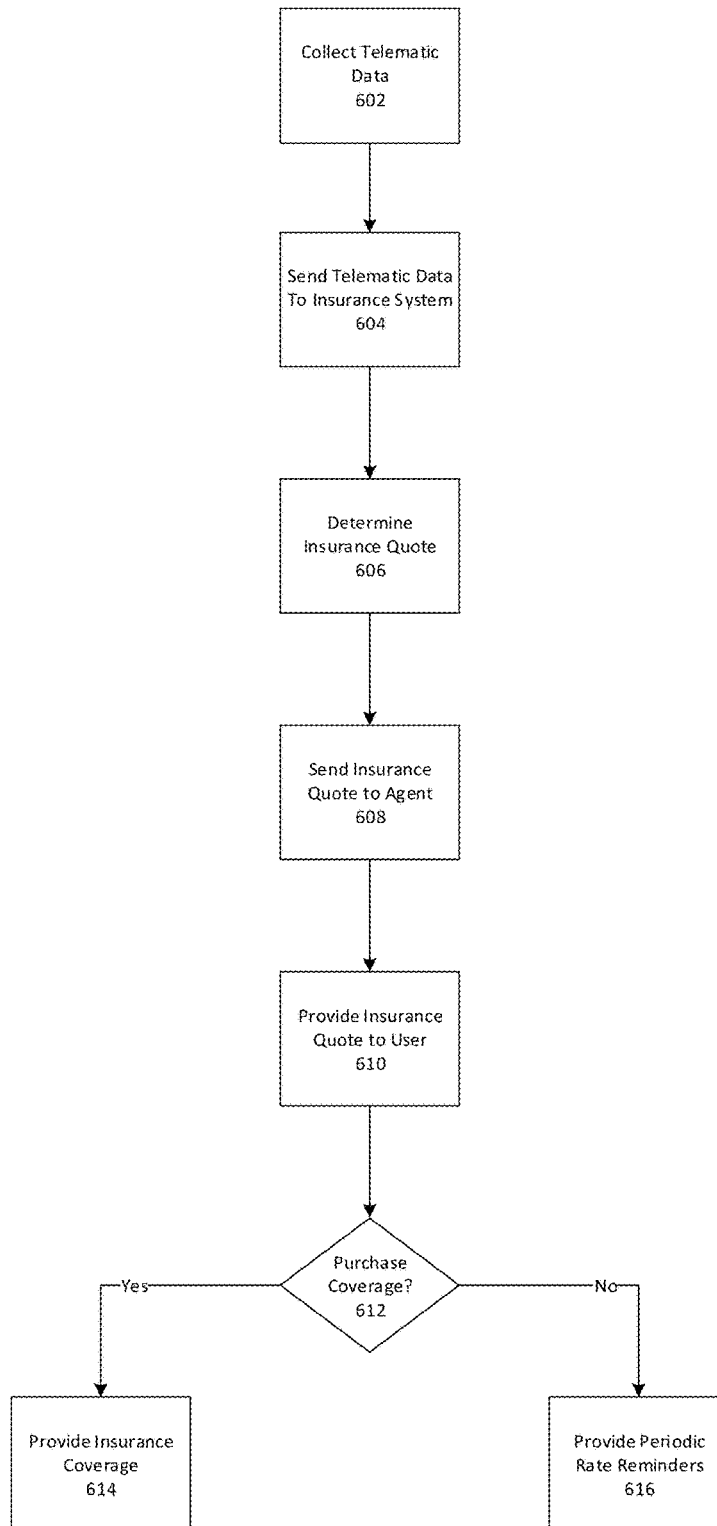 Collect Telematic
Data
602
Send Telematic Data
To Insurance System
604
Determine
Insurance Quote
606
Send Insurance
Quote to Agent
608
Provide Insurance
Quote to User
610
Purchase
Coverage?
612
Yes
No
Provide Insurance
Coverage
614
Provide Periodic
Rate Reminders
616